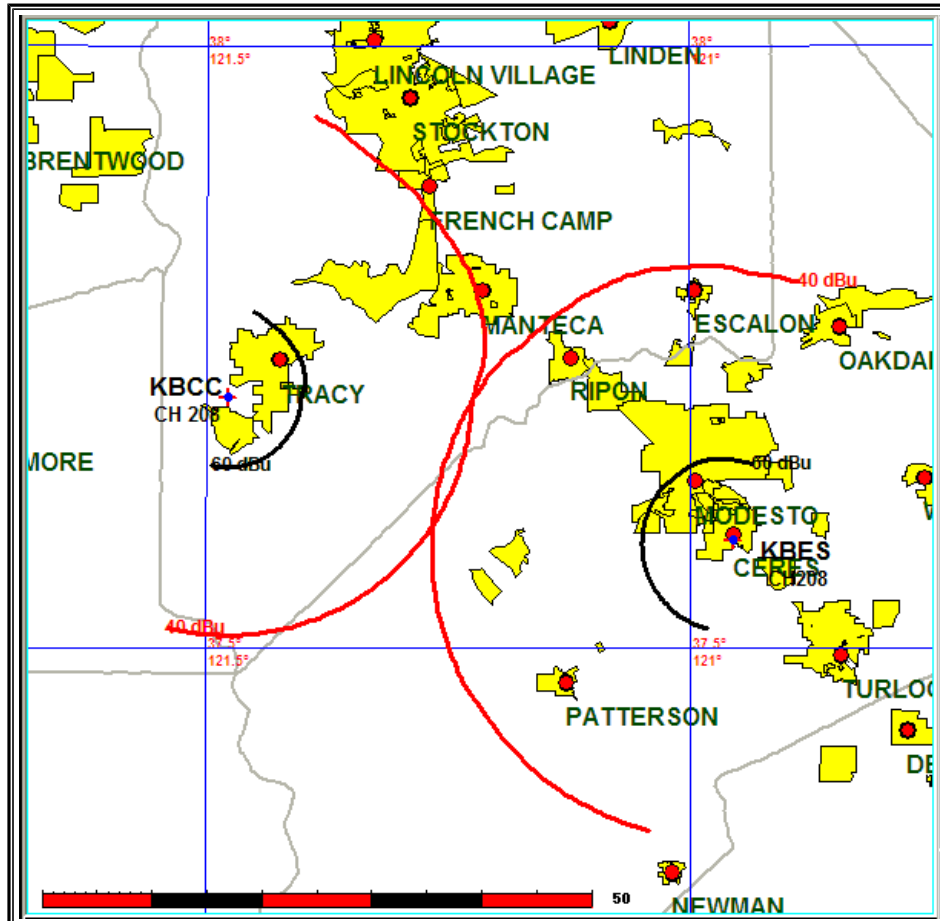 38°
121.5°
38°
121°
LINDEN
LINCOLN VILLAGE
STOCKTON
BRENTWOOD
FRENCH CAMP
40 dBu
MANTECA
ESCALON
OAKDAL
KBCC
CH 208
TRACY
RIPON
MORE
60 dBu
60 dBu
W
MODESTO
KBES
CERES
CH208
40 dBu
37.5°
121.5°
37.5°
121°
TURLOC
PATTERSON
DE
50
NEWMAN